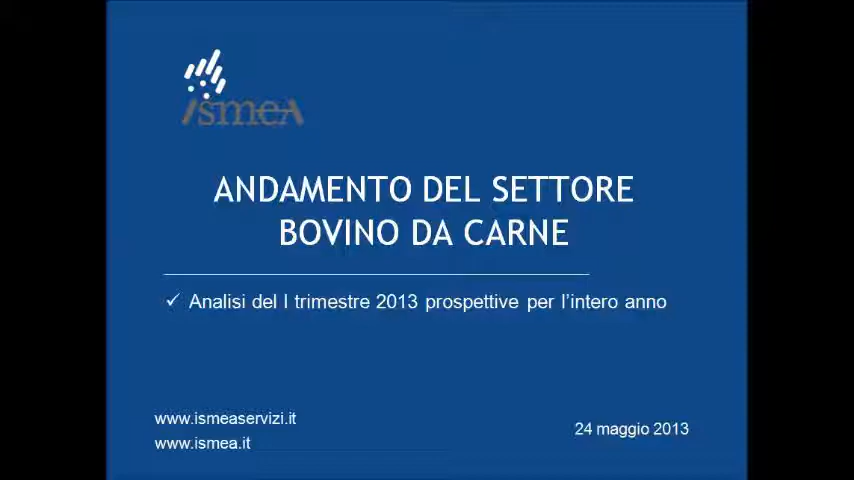 ismea
ANDAMENTO DEL SETTORE
BOVINO DA CARNE
✓ Analisi del I trimestre 2013 prospettive per l'intero anno
www.ismeaservizi.it
www.ismea.it
24 maggio 2013